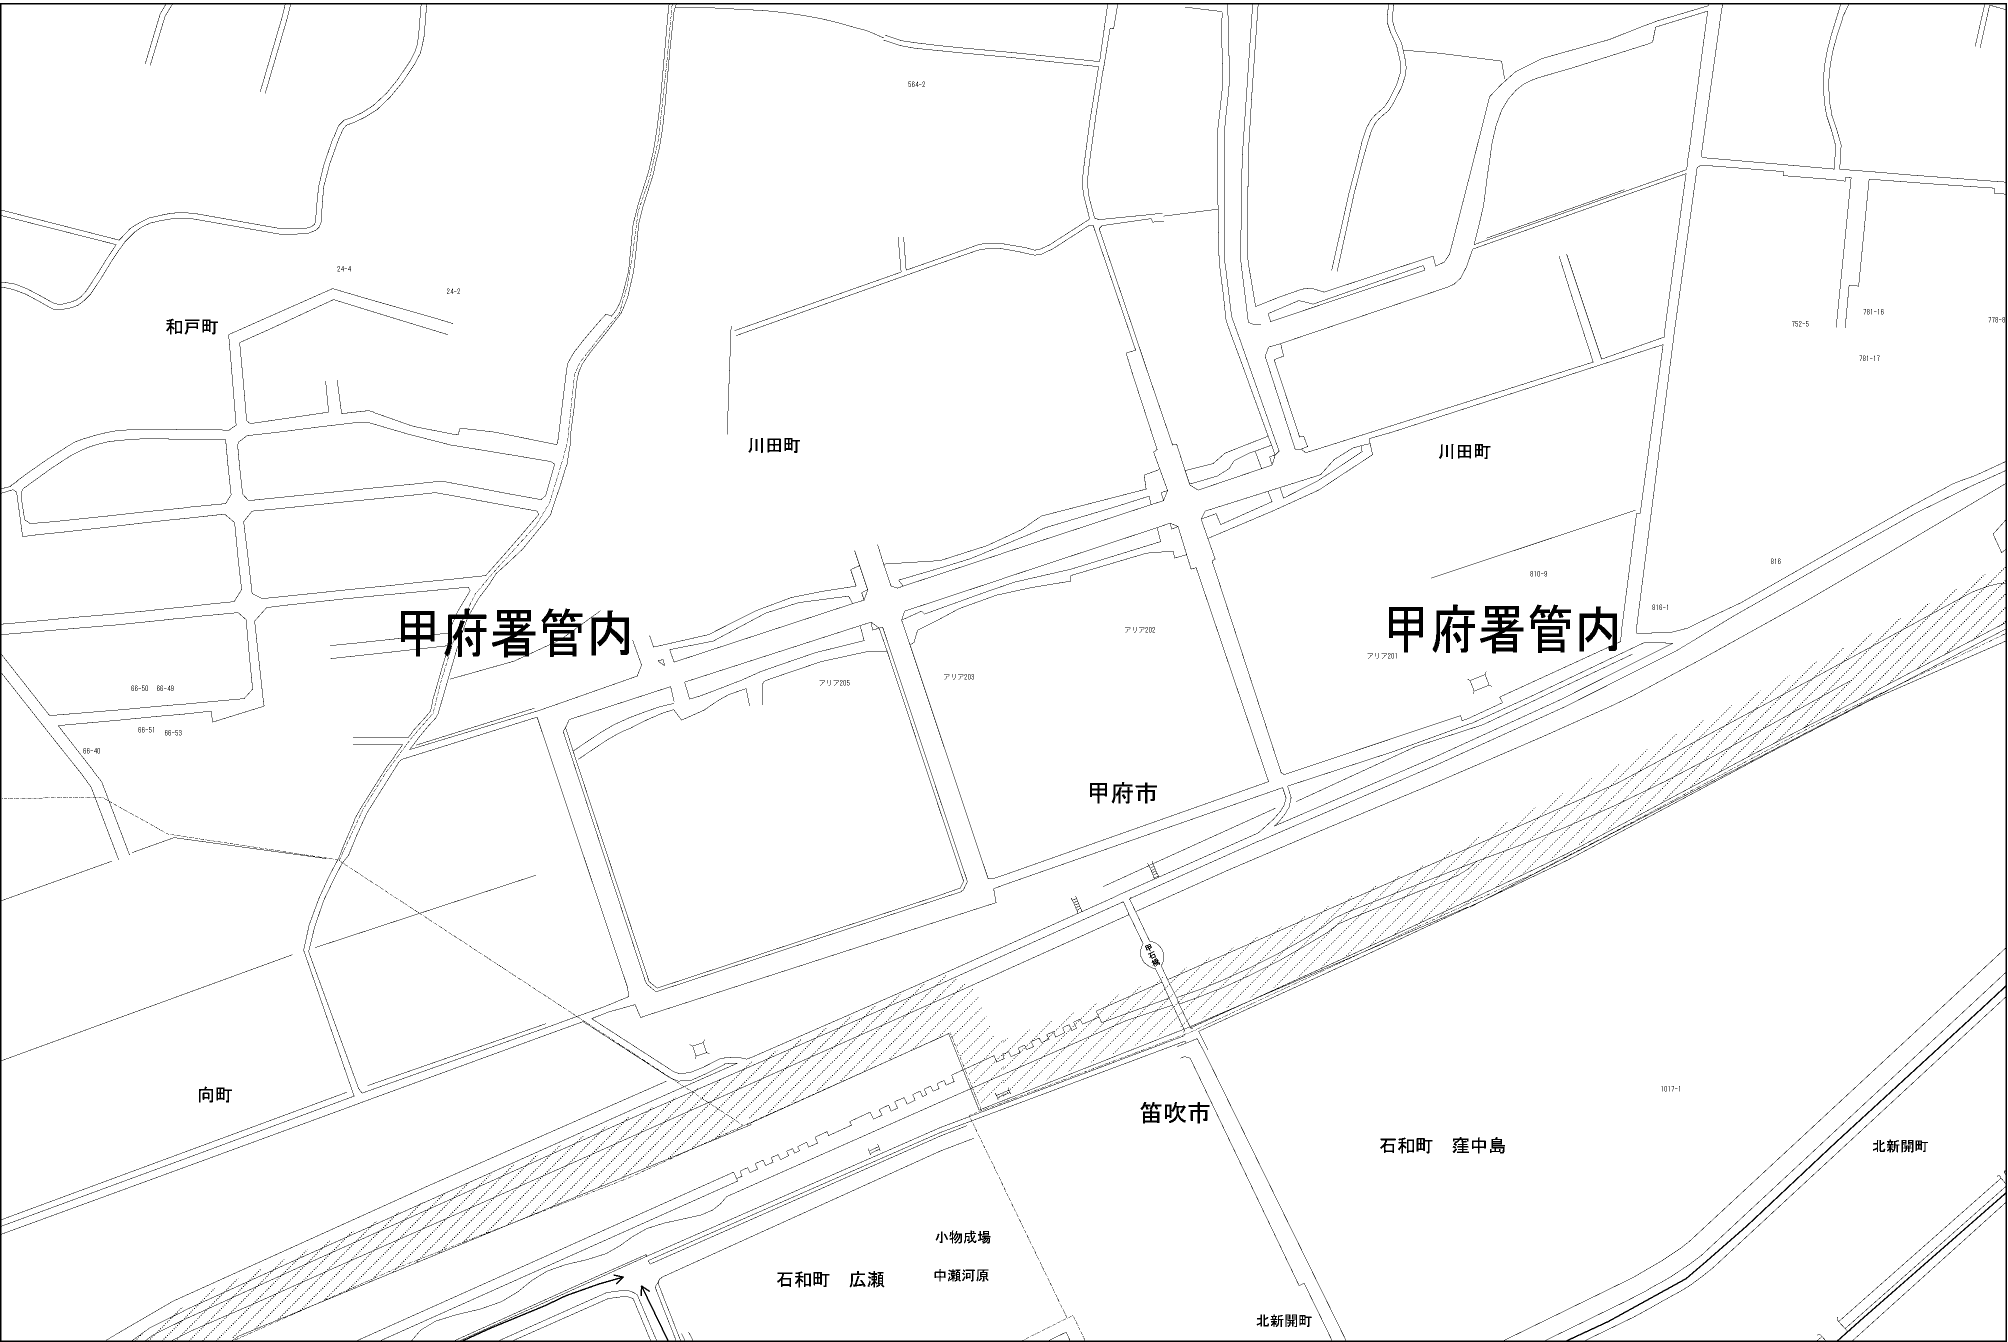 564-2
24-4
24-2
和戸町
781-16
752-5
778-8
781-17
川田町
川田町
816
810-9
816-1
甲府署管内
甲府署管内
アリア202
アリア201
アリア203
アリア205
66-50 66-49
66-51 66-53
66-40
甲府市
1017-1
向町
笛吹市
石和町 窪中島
北新開町
小物成場
石和町 広瀬
中瀬河原
北新開町